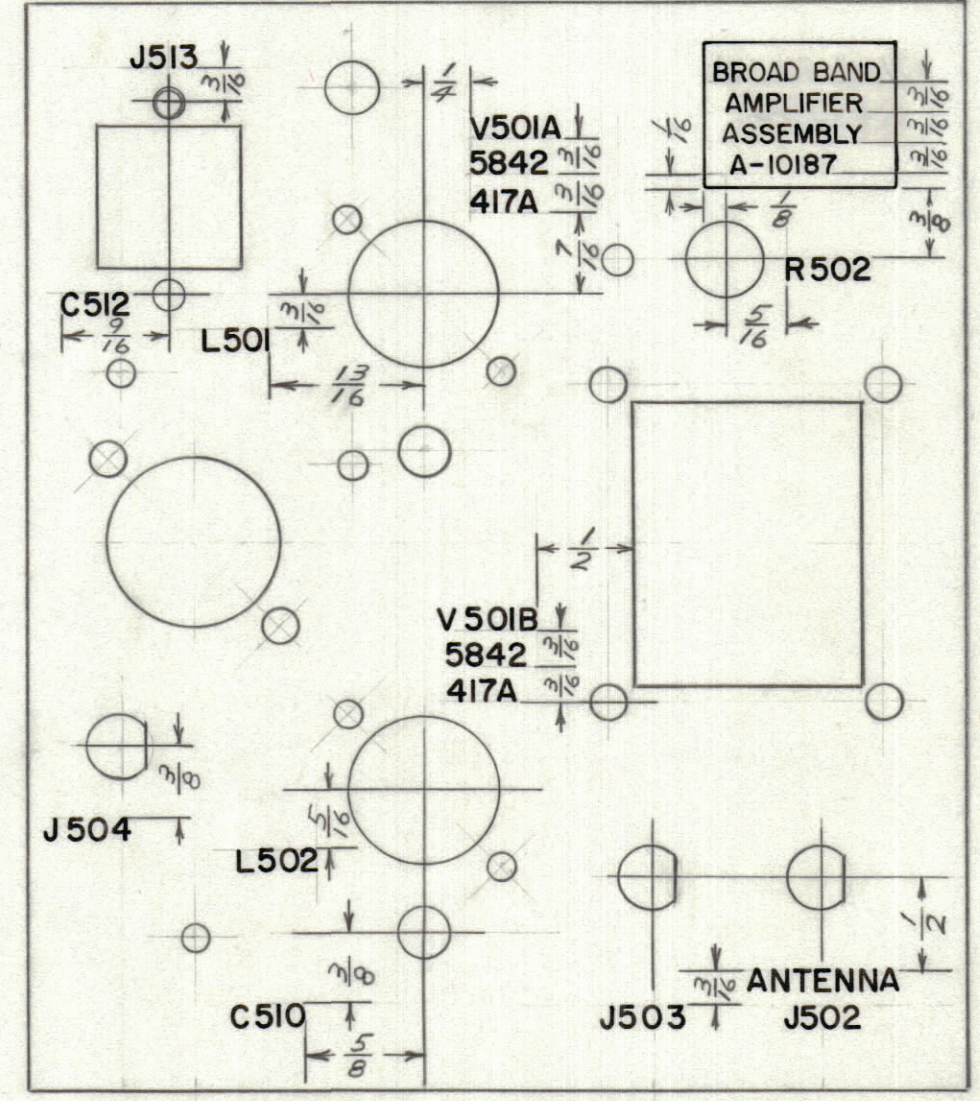 J513
3/16
1/4
BROAD BAND
AMPLIFIER
ASSEMBLY
A-10187
3/16
3/16
3/16
V501A
5842
417A
3/16
3/16
7/16
1/16
1/8
3/8
R502
5/16
C512
9/16
L501
3/16
13/16
1/2
V501B
5842
417A
3/16
3/16
J504
3/8
L502
5/16
3/8
C510
5/8
1/2
3/16
ANTENNA
J503
J502